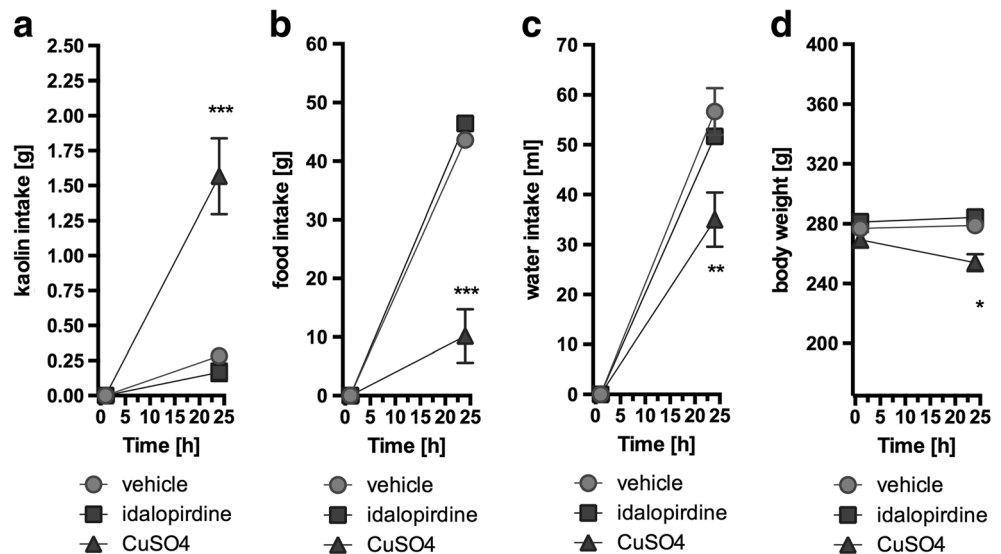 a
kaolin intake [g]
2.50
2.25
2.00
1.75
1.50
1.25
1.00
0.75
0.50
0.25
0.00
***
0 5 10 15 20 25
Time [h]
vehicle
idalopirdine
CuSO4
b
food intake [g]
60
50
40
30
20
10
0
***
0 5 10 15 20 25
Time [h]
vehicle
idalopirdine
CuSO4
c
water intake [ml]
70
60
50
40
30
20
10
0
**
0 5 10 15 20 25
Time [h]
vehicle
idalopirdine
CuSO4
d
body weight [g]
400
360
320
280
240
200
*
0 5 10 15 20 25
Time [h]
vehicle
idalopirdine
CuSO4